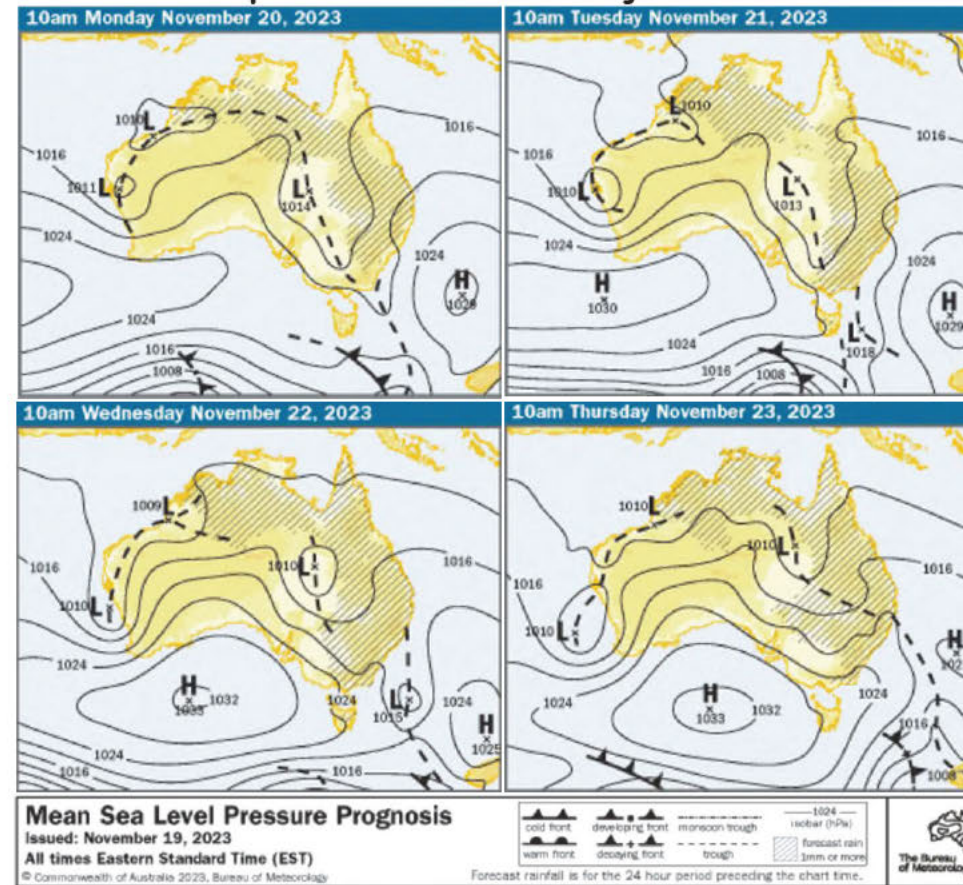 10am Monday November 20, 2023
1010 L
1016
1016
1011 L
L
1014
1024
1024
H
1024
1016
1008
10am Tuesday November 21, 2023
L 1010
1016
1016
1010 L
L
1013
1024
1024
H
1030
H
1029
1024
L
1018
1016
1008
10am Wednesday November 22, 2023
1009 L
1016
1010 L
1016
1010 L
1024
H
1032
1033
1024
L
1015
H
1025
1024
1016
1016
10am Thursday November 23, 2023
1010 L
1010 L
1016
1016
1010 L
H
1024
H
1032
1033
1024
1016
1008
Mean Sea Level Pressure Prognosis
Issued: November 19, 2023
All times Eastern Standard Time (EST)
© Commonwealth of Australia 2023, Bureau of Meteorology
cold front
developing front
monsoon trough
1024
isobar (hPa)
warm front
decaying front
trough
forecast rain
1mm or more
Forecast rainfall is for the 24 hour period preceding the chart time.
The Bureau
of Meteorolog